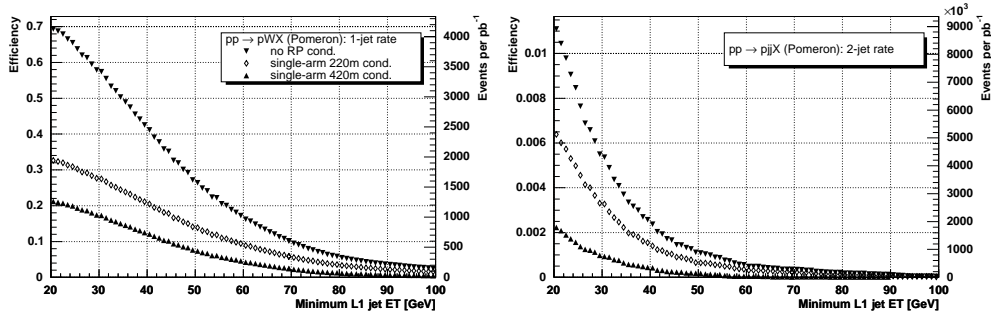 Efficiency
0.7
0.6
0.5
0.4
0.3
0.2
0.1
0
pp → pWX (Pomeron): 1-jet rate
no RP cond.
single-arm 220m cond.
single-arm 420m cond.
4000
3500
3000
2500
2000
1500
1000
500
0
Events per pb⁻¹
20 30 40 50 60 70 80 90 100
Minimum L1 jet ET [GeV]
Efficiency
0.01
0.008
0.006
0.004
0.002
0
pp → pjjX (Pomeron): 2-jet rate
×10³
9000
8000
7000
6000
5000
4000
3000
2000
1000
0
Events per pb⁻¹
20 30 40 50 60 70 80 90 100
Minimum L1 jet ET [GeV]